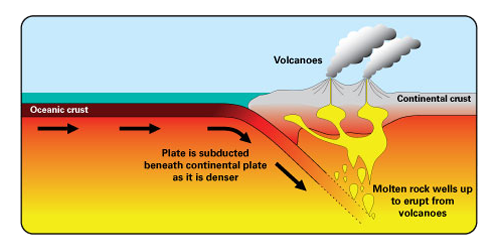 Volcanoes
Continental crust
Oceanic crust
Plate is subducted
beneath continental plate
as it is denser
Molten rock wells up
to erupt from
volcanoes